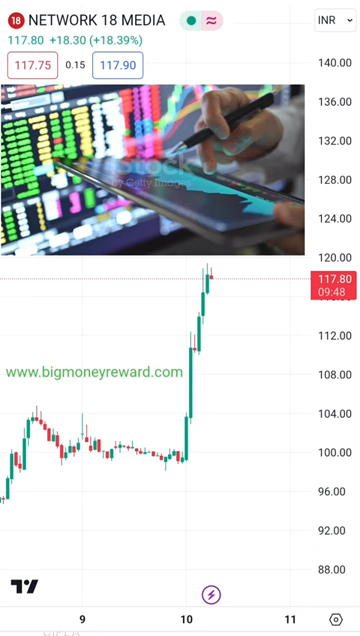 18 NETWORK 18 MEDIA
INR
117.80 +18.30 (+18.39%)
117.75 0.15 117.90
140.00
136.00
132.00
128.00
124.00
120.00
117.80
09:48
112.00
www.bigmoneyreward.com
108.00
104.00
100.00
96.00
92.00
88.00
9 10 11